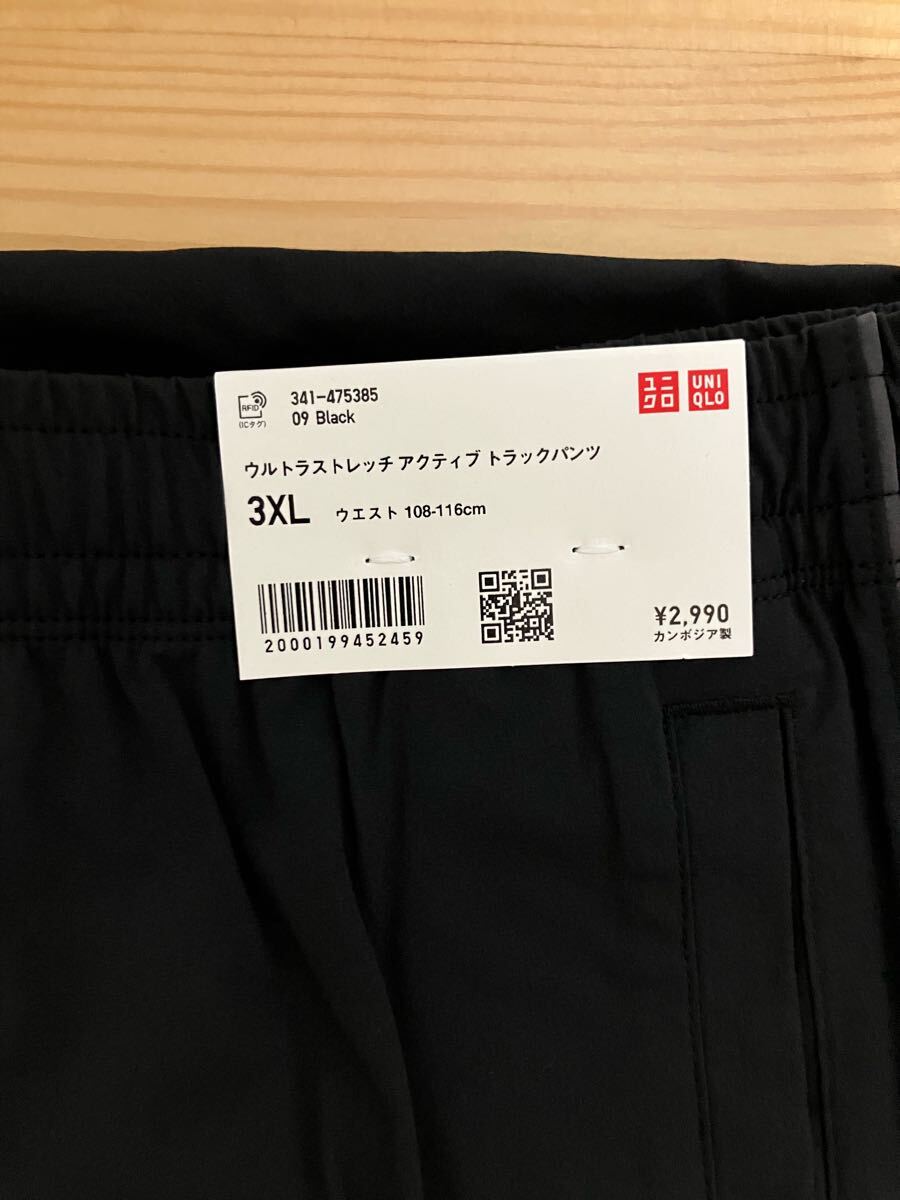 RFID
(ICタグ)
341-475385
09 Black
ユニ
クロ
UNI
QLO
ウルトラストレッチ アクティブ トラックパンツ
3XL ウエスト 108-116cm
2000199452459
¥2,990
カンボジア製